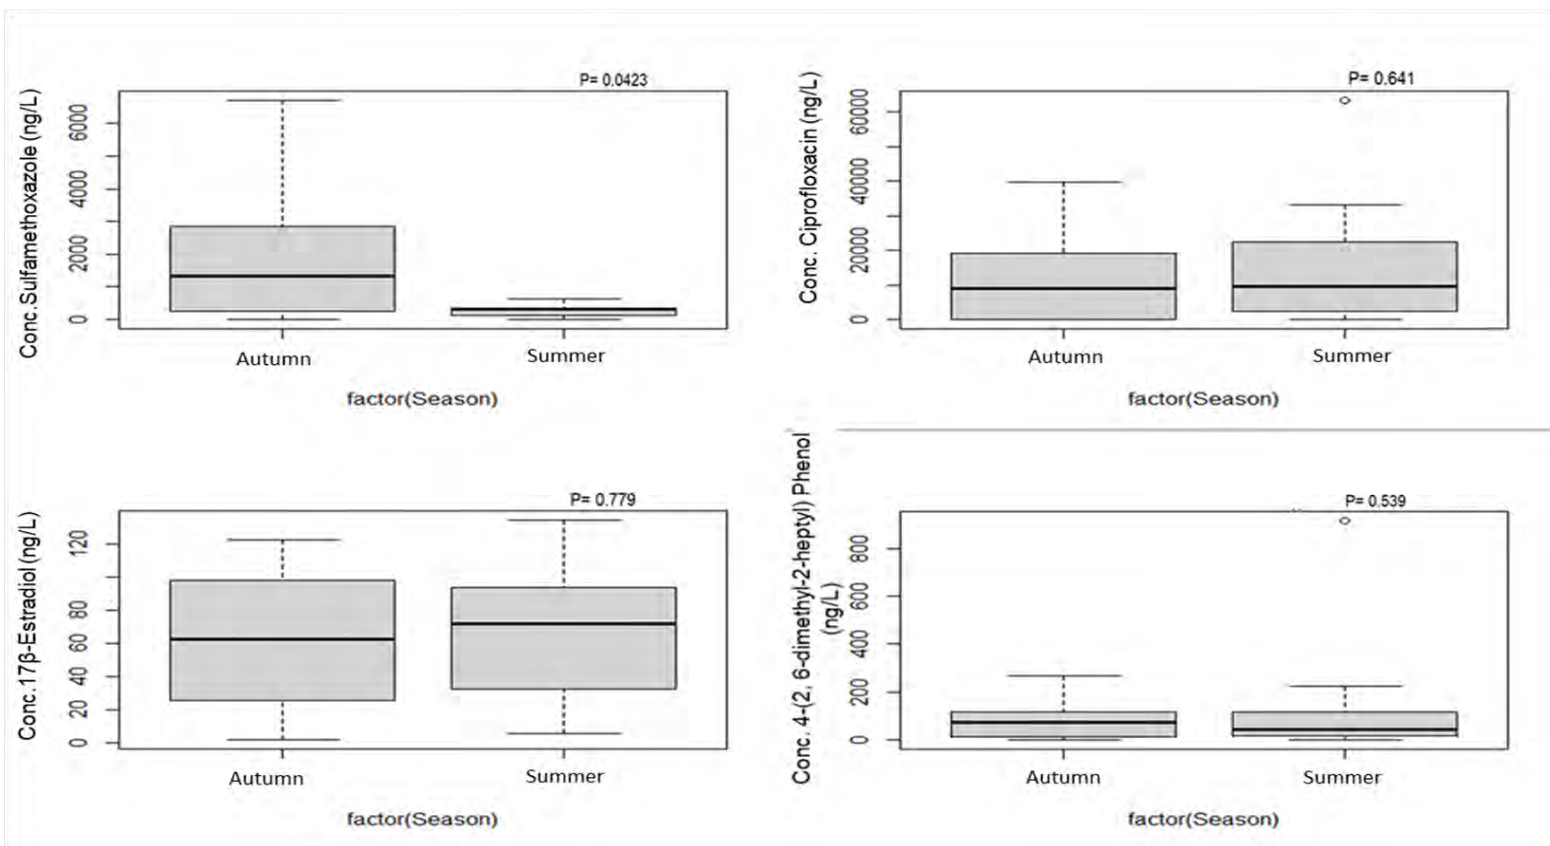 P= 0.0423
Conc.Sulfamethoxazole (ng/L)
6000
4000
2000
0
Autumn
Summer
factor(Season)
P= 0.641
Conc. Ciprofloxacin (ng/L)
60000
40000
20000
0
Autumn
Summer
factor(Season)
P= 0.779
Conc.17β-Estradiol (ng/L)
120
80
60
40
20
0
Autumn
Summer
factor(Season)
P= 0.539
Conc. 4-(2, 6-dimethyl-2-heptyl) Phenol
(ng/L)
800
600
400
200
0
Autumn
Summer
factor(Season)